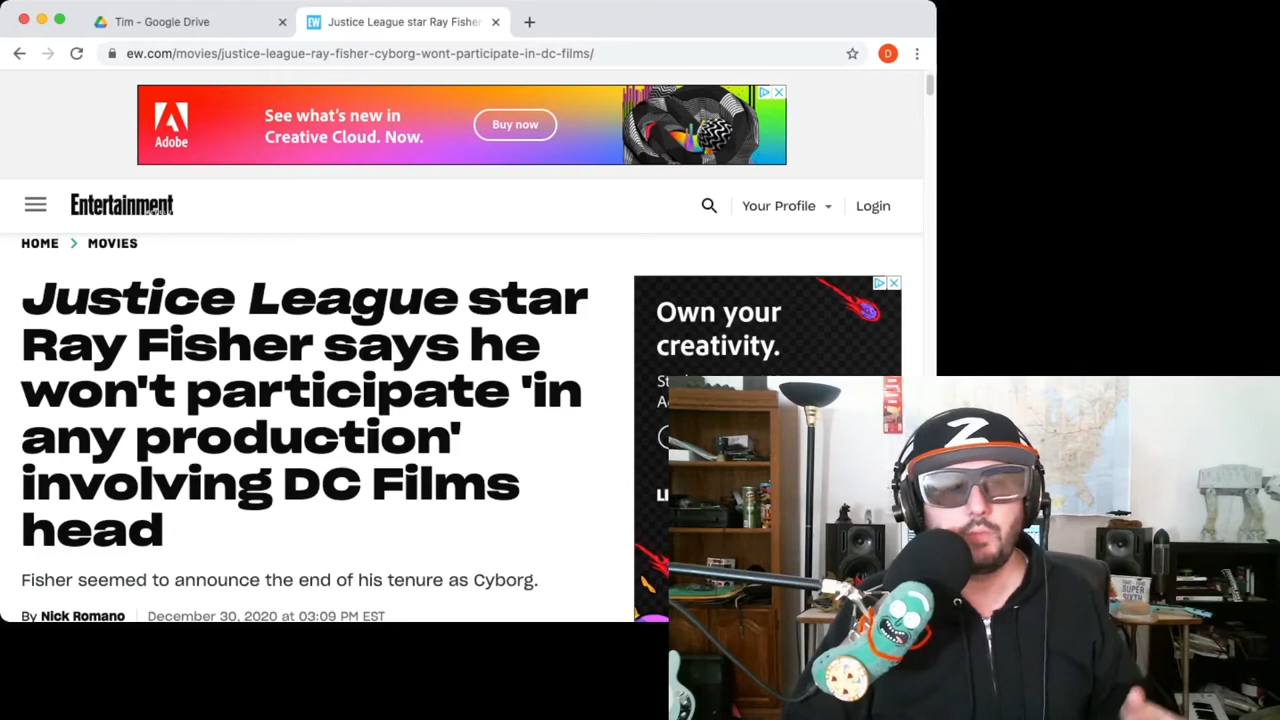 Tim - Google Drive
EW
Justice League star Ray Fisher
ew.com/movies/justice-league-ray-fisher-cyborg-wont-participate-in-dc-films/
D
Adobe
See what's new in
Creative Cloud. Now.
Buy now
Entertainment
Your Profile
Login
HOME > MOVIES
Justice League star
Ray Fisher says he
won't participate 'in
any production'
involving DC Films
head
Fisher seemed to announce the end of his tenure as Cyborg.
By Nick Romano
December 30, 2020 at 03:09 PM EST
Own your
creativity.
Z
SUPER
SIXTH